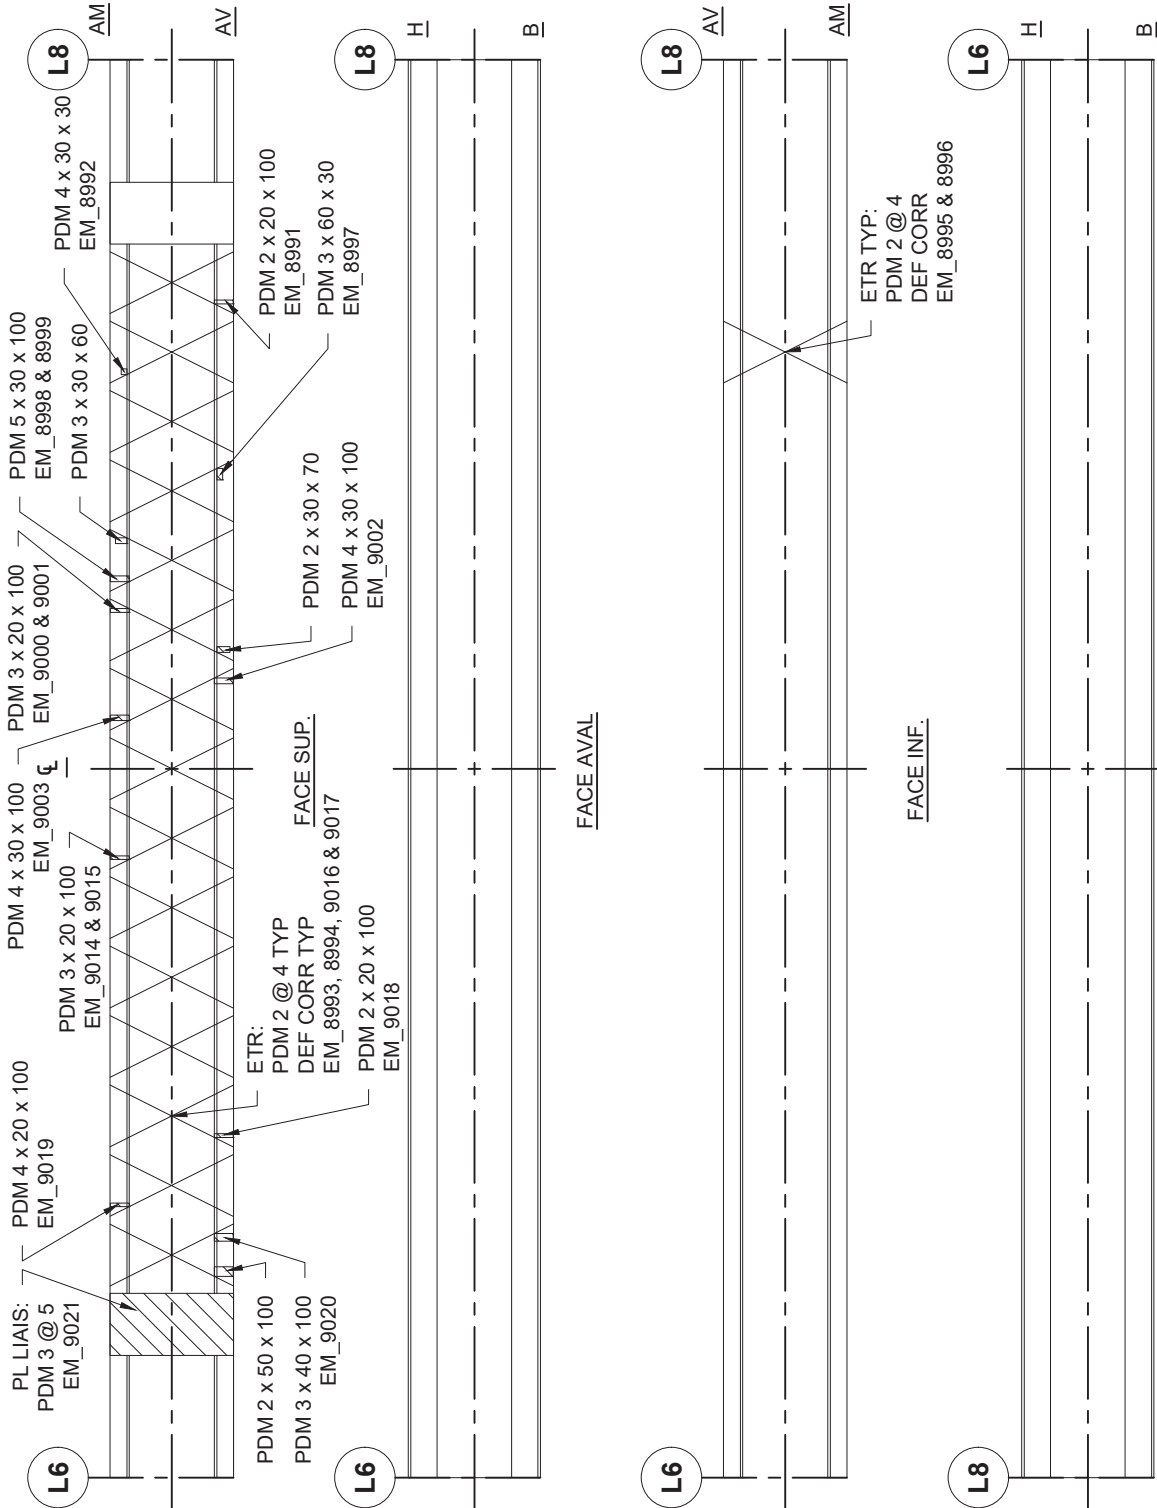 PL LIAIS:
PDM 3 @ 5
EM_9021
PDM 4 x 20 x 100
EM_9019
PDM 3 x 20 x 100
EM_9014 & 9015
PDM 4 x 30 x 100
EM_9003
PDM 3 x 20 x 100
EM_9000 & 9001
PDM 5 x 30 x 100
EM_8998 & 8999
PDM 3 x 30 x 60
PDM 4 x 30 x 30
EM_8992
L6
L8
AM
AV
℄
PDM 2 x 50 x 100
PDM 3 x 40 x 100
EM_9020
ETR:
PDM 2 @ 4 TYP
DEF CORR TYP
EM_8993, 8994, 9016 & 9017
PDM 2 x 20 x 100
EM_9018
PDM 2 x 30 x 70
PDM 4 x 30 x 100
EM_9002
PDM 2 x 20 x 100
EM_8991
PDM 3 x 60 x 30
EM_8997
FACE SUP.
L6
L8
H
B
FACE AVAL
L6
L8
AV
AM
ETR TYP:
PDM 2 @ 4
DEF CORR
EM_8995 & 8996
FACE INF.
L8
L6
H
B